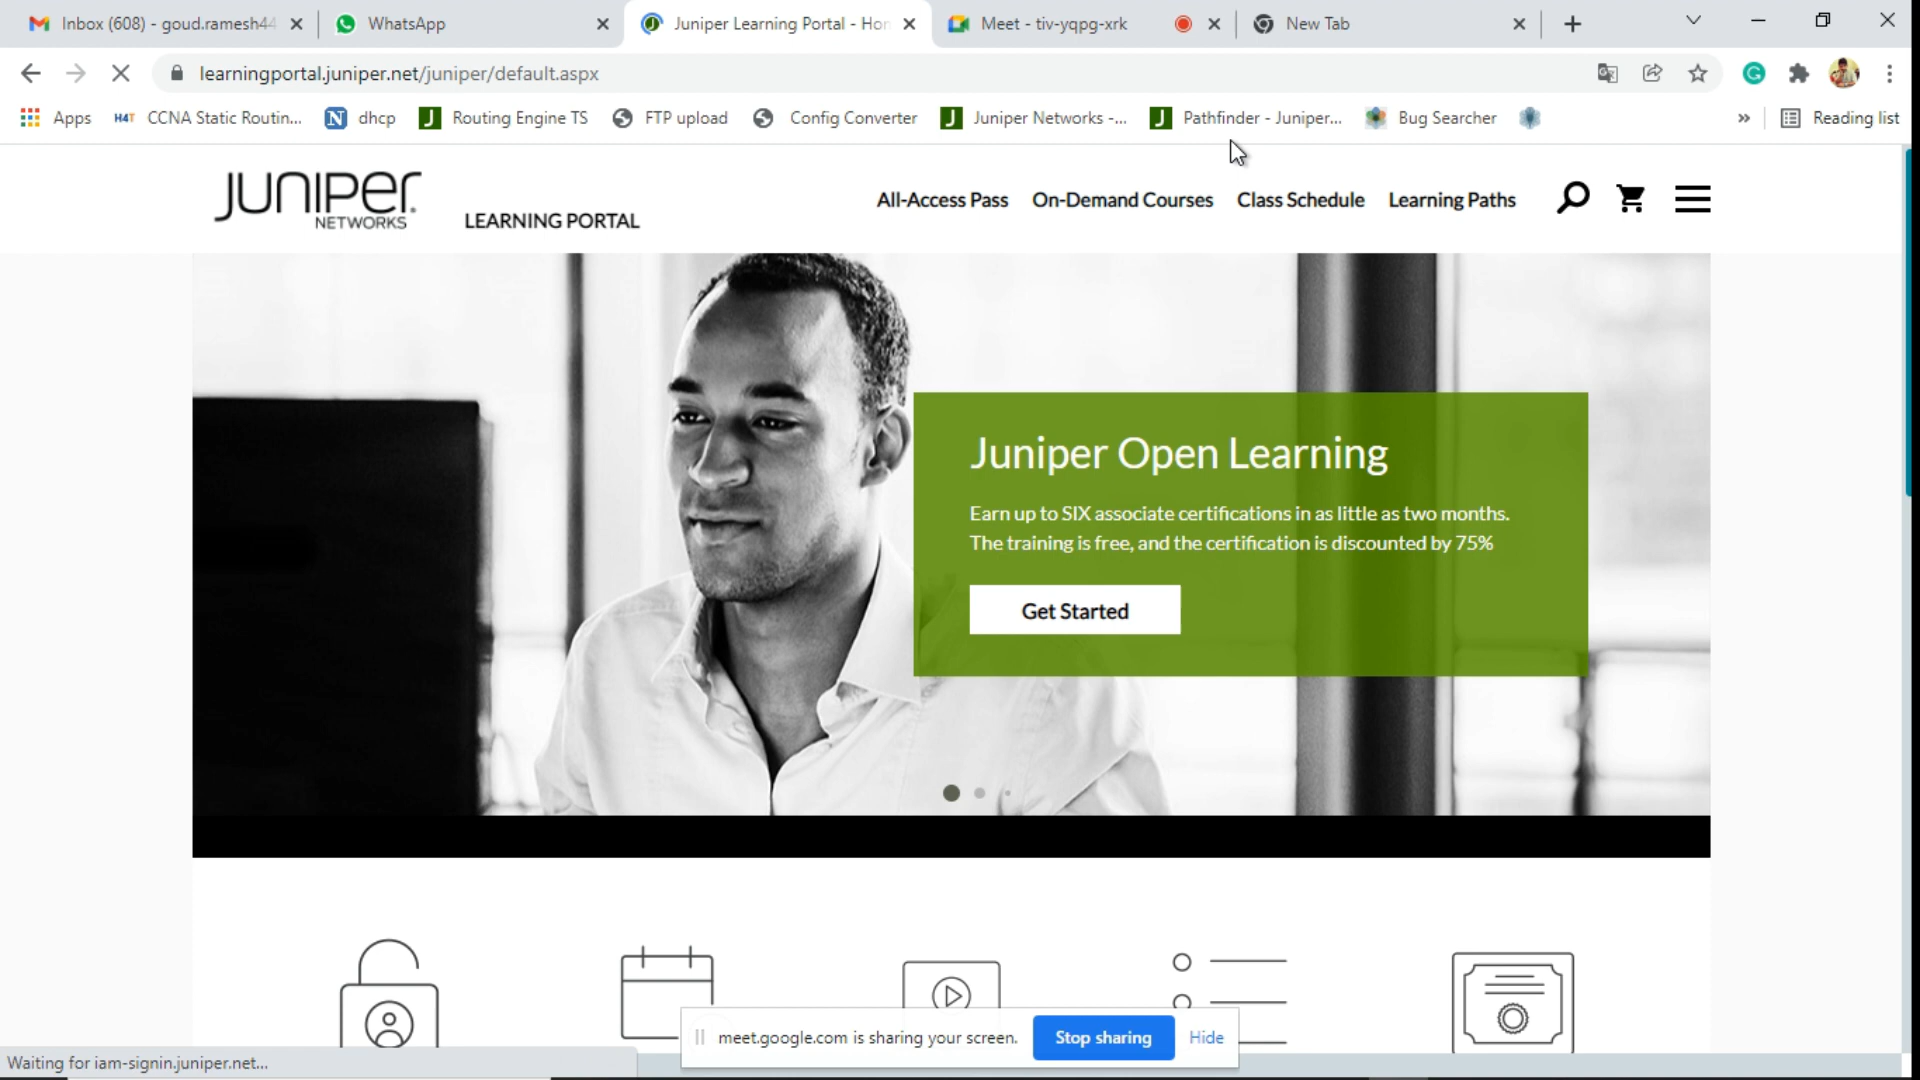 Inbox (608) - goud.ramesh44
WhatsApp
Juniper Learning Portal - Hon
Meet - tiv-yqpg-xrk
New Tab
learningportal.juniper.net/juniper/default.aspx
Apps
H4T CCNA Static Routin...
N dhcp
J Routing Engine TS
FTP upload
Config Converter
J Juniper Networks -...
J Pathfinder - Juniper...
Bug Searcher
»
Reading list
JUNIPER NETWORKS
LEARNING PORTAL
All-Access Pass
On-Demand Courses
Class Schedule
Learning Paths
Juniper Open Learning
Earn up to SIX associate certifications in as little as two months.
The training is free, and the certification is discounted by 75%
Get Started
meet.google.com is sharing your screen.
Stop sharing
Hide
Waiting for iam-signin.juniper.net...